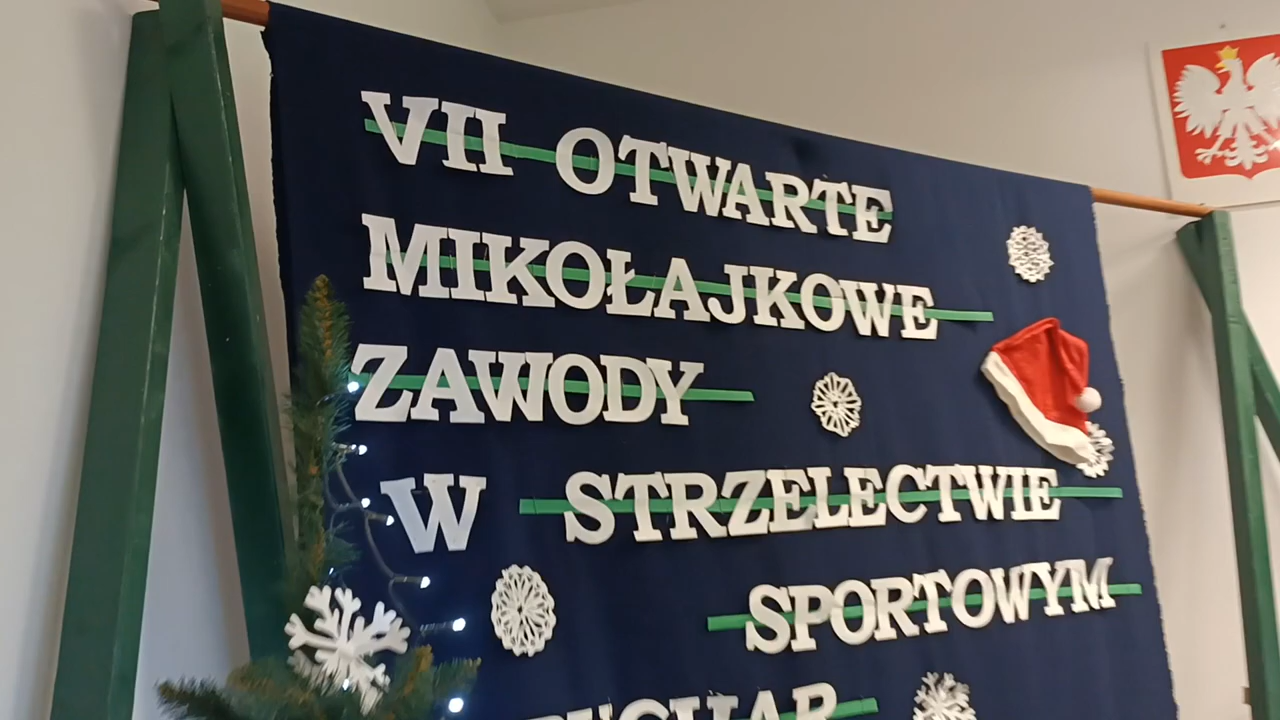 VII OTWARTE
MIKOŁAJKOWE
ZAWODY
W STRZELECTWIE
SPORTOWYM